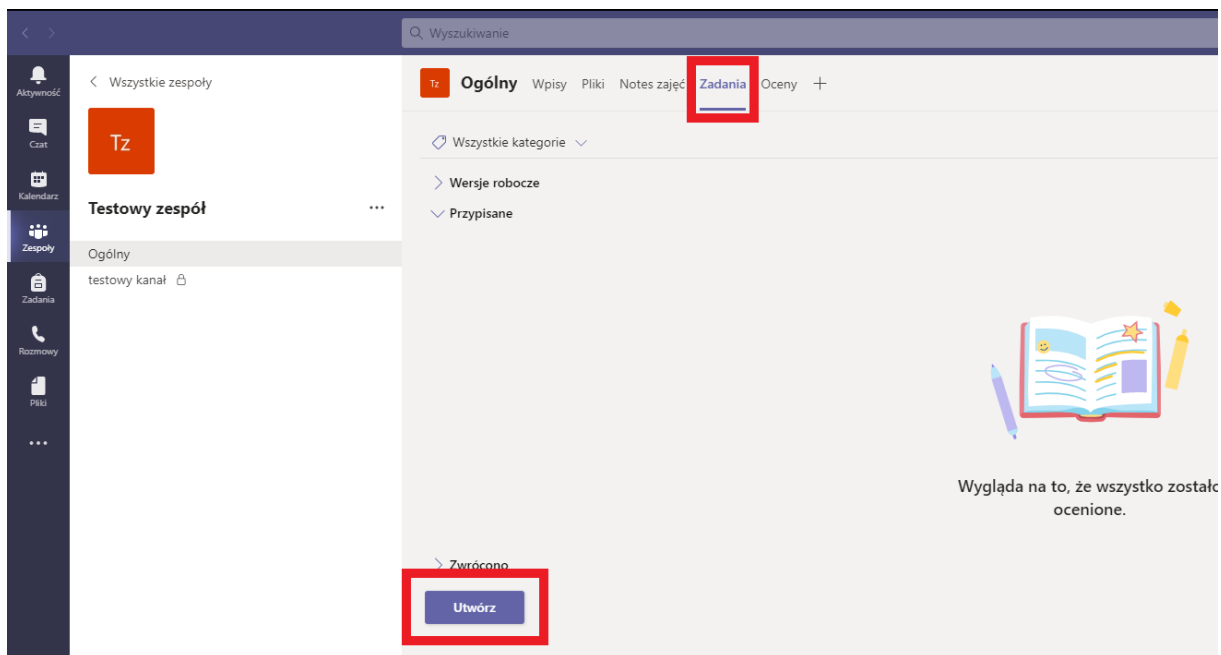 Wyszukiwanie
Aktywność
Czat
Kalendarz
Zespoły
Zadania
Rozmowy
Pliki
Wszystkie zespoły
Tz
Testowy zespół
Ogólny
testowy kanał
Tz Ogólny Wpisy Pliki Notes zajęć Zadania Oceny
Wszystkie kategorie
Wersje robocze
Przypisane
Wygląda na to, że wszystko zostało
ocenione.
Zwrócono
Utwórz